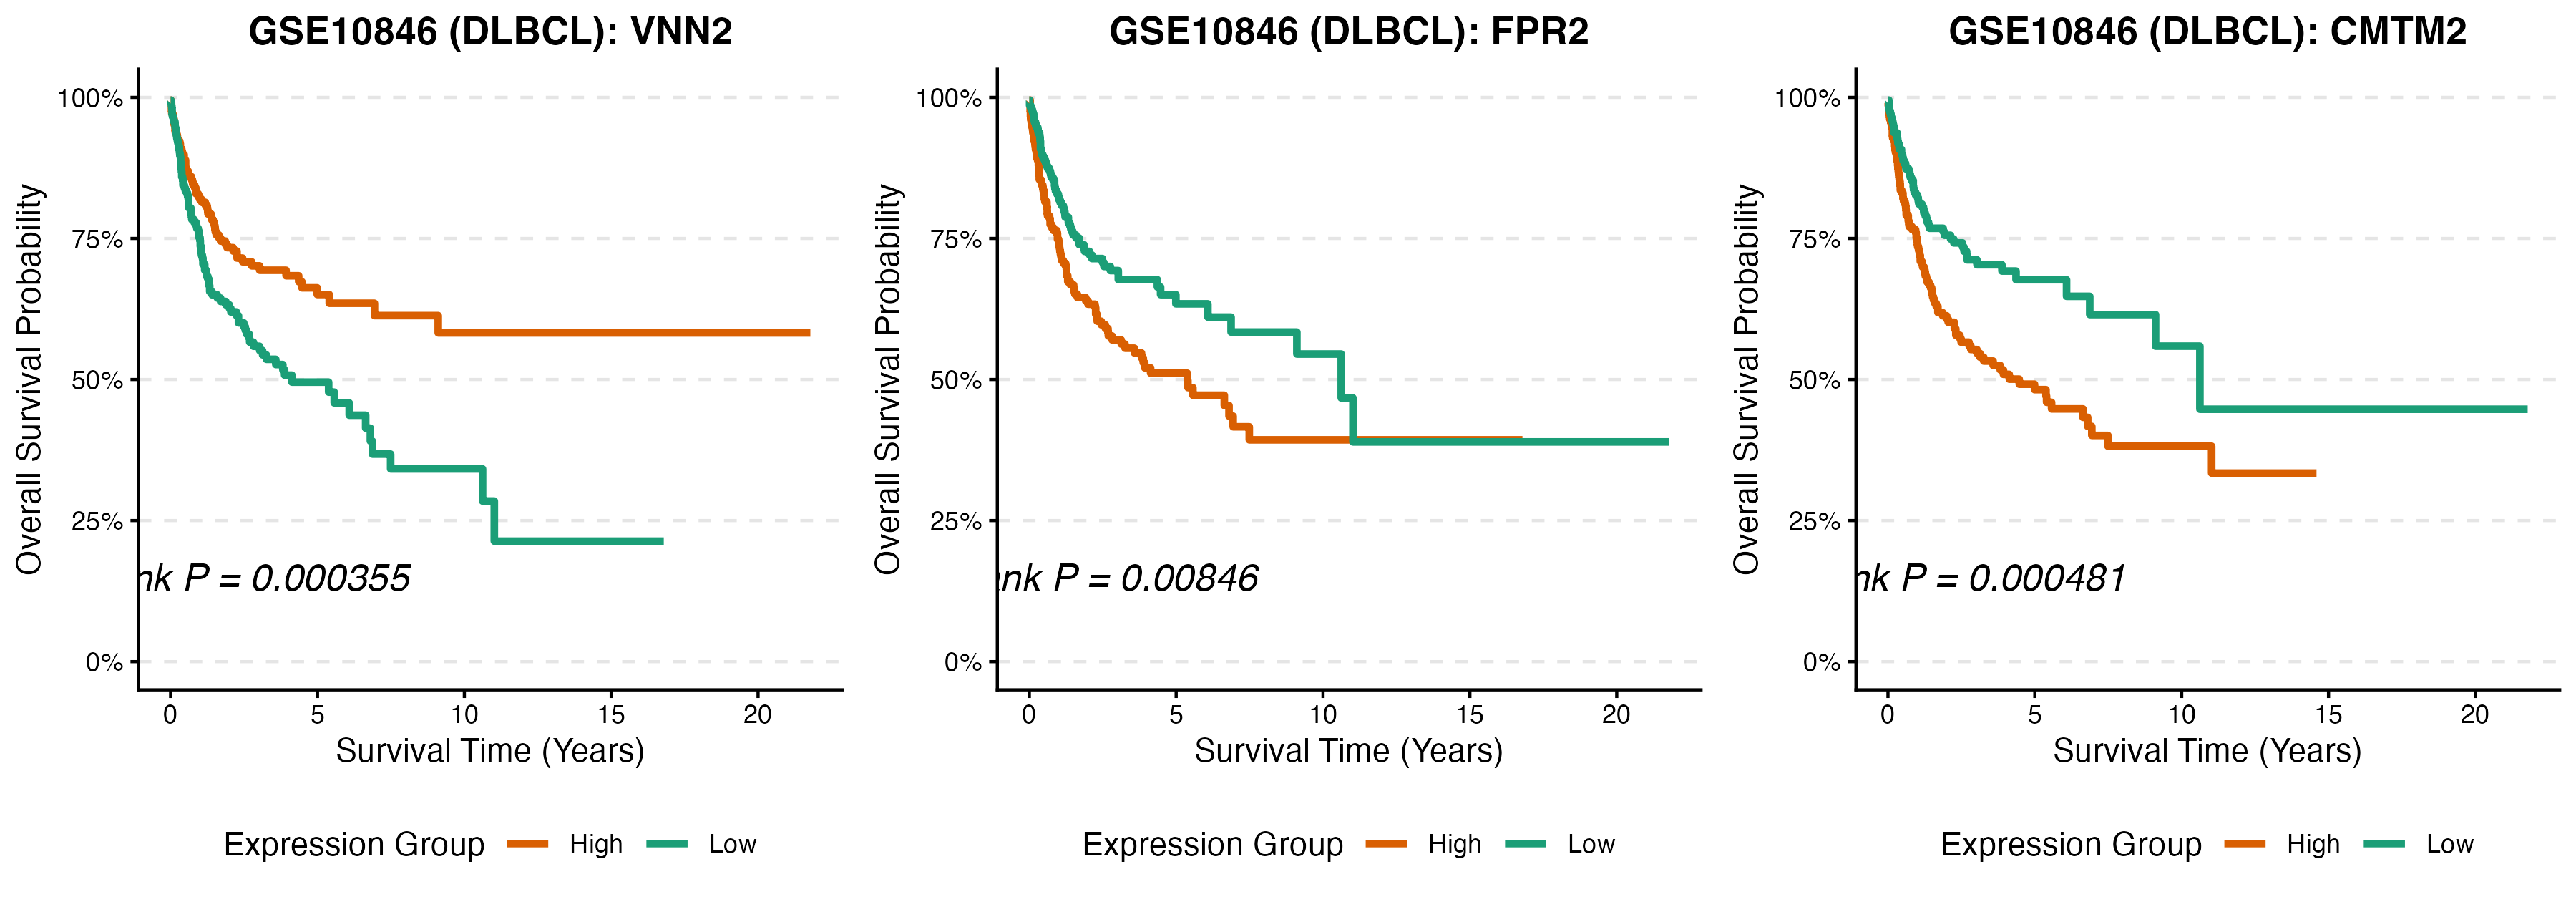 GSE10846 (DLBCL): VNN2
Overall Survival Probability
100%
75%
50%
25%
0%
nk P = 0.000355
0 5 10 15 20
Survival Time (Years)
Expression Group High Low
GSE10846 (DLBCL): FPR2
Overall Survival Probability
100%
75%
50%
25%
0%
ank P = 0.00846
0 5 10 15 20
Survival Time (Years)
Expression Group High Low
GSE10846 (DLBCL): CMTM2
Overall Survival Probability
100%
75%
50%
25%
0%
nk P = 0.000481
0 5 10 15 20
Survival Time (Years)
Expression Group High Low